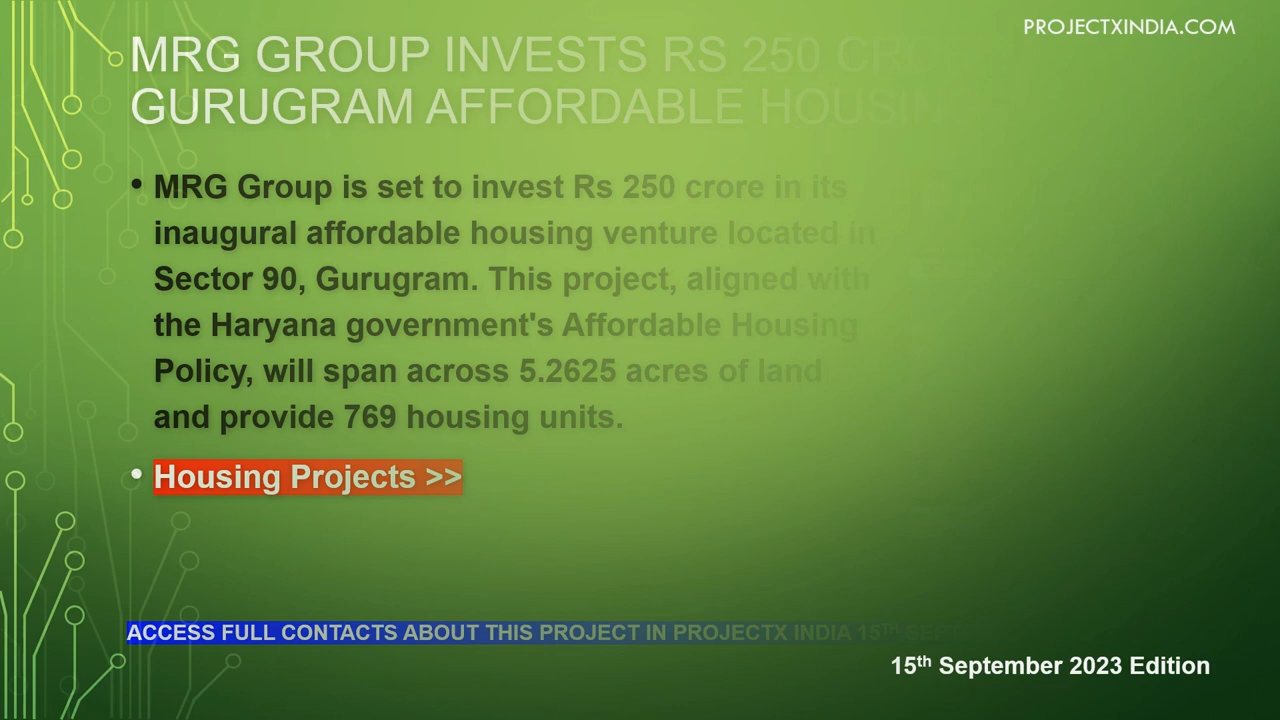 PROJECTXINDIA.COM
MRG GROUP INVESTS RS 250
GURUGRAM AFFORDABLE HOUSING
• MRG Group is set to invest Rs 250 crore in its
inaugural affordable housing venture located in
Sector 90, Gurugram. This project, aligned with
the Haryana government's Affordable Housing
Policy, will span across 5.2625 acres of land
and provide 769 housing units.
• Housing Projects >>
ACCESS FULL CONTACTS ABOUT THIS PROJECT IN PROJECTX INDIA 15TH
15th September 2023 Edition